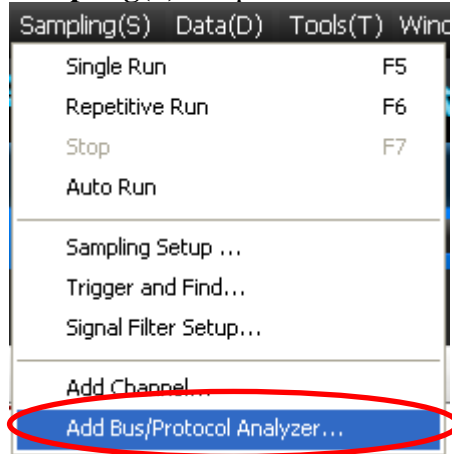 Sampling(S) Data(D) Tools(T)
Single Run F5
Repetitive Run F6
Stop F7
Auto Run
Sampling Setup ...
Trigger and Find...
Signal Filter Setup...
Add Channel...
Add Bus/Protocol Analyzer...